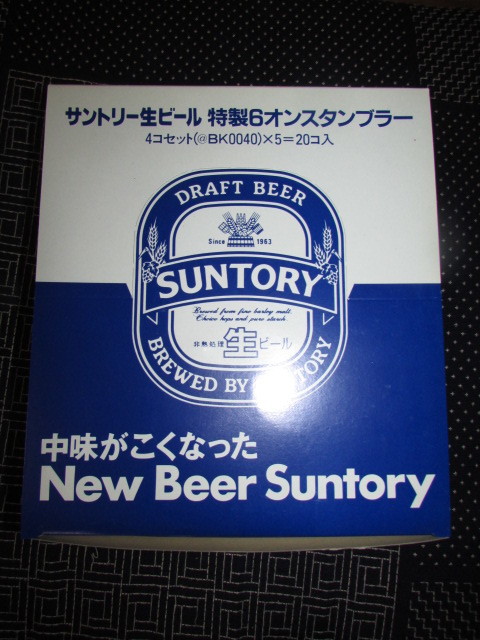 サントリー生ビール 特製6オンスタンブラー
4コセット(@BK0040)×5=20コ入
DRAFT BEER
Since 1963
SUNTORY
Brewed from fine barley malt.
Choice hops and pure starch.
非熱処理 生 ビール
BREWED BY SUNTORY
中味がこくなった
New Beer Suntory